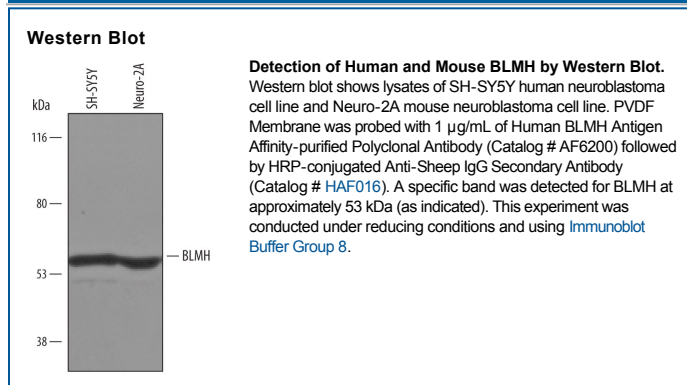 Western Blot
kDa
SH-SY5Y
Neuro-2A
116
80
BLMH
53
38
Detection of Human and Mouse BLMH by Western Blot.
Western blot shows lysates of SH-SY5Y human neuroblastoma
cell line and Neuro-2A mouse neuroblastoma cell line. PVDF
Membrane was probed with 1 µg/mL of Human BLMH Antigen
Affinity-purified Polyclonal Antibody (Catalog # AF6200) followed
by HRP-conjugated Anti-Sheep IgG Secondary Antibody
(Catalog # HAF016). A specific band was detected for BLMH at
approximately 53 kDa (as indicated). This experiment was
conducted under reducing conditions and using Immunoblot
Buffer Group 8.